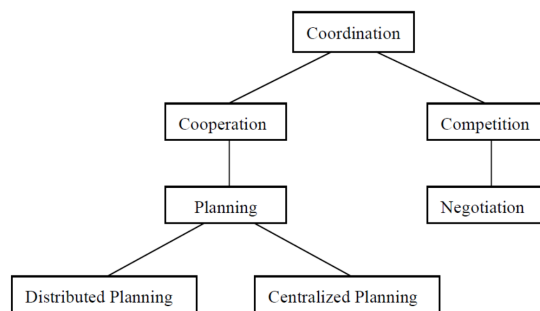 Coordination
Cooperation
Competition
Planning
Negotiation
Distributed Planning
Centralized Planning